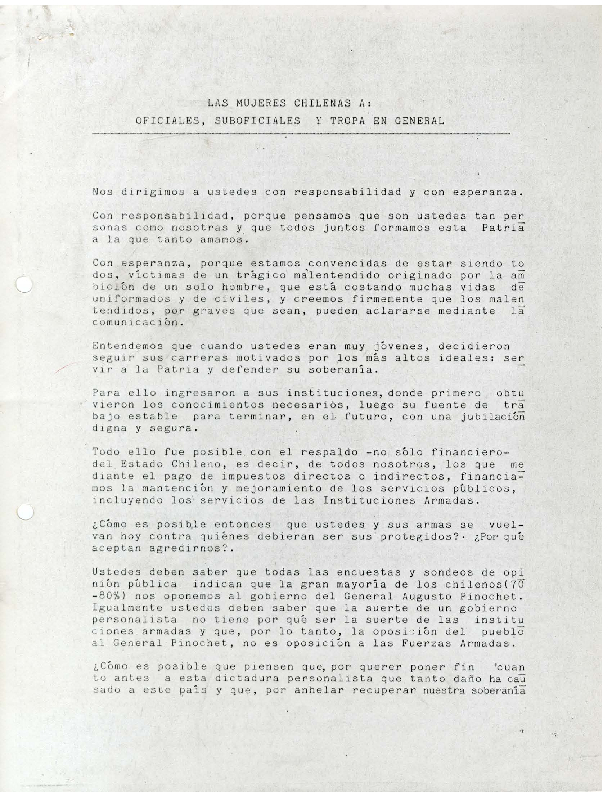 LAS MUJERES CHILENAS A:
OFICIALES, SUBOFICIALES Y TROPA EN GENERAL
Nos dirigimos a ustedes con responsabilidad y con esperanza.
Con responsabilidad, porque pensamos que son ustedes tan per
sonas como nosotras y que todos juntos formamos esta Patria
a la que tanto amamos.
Con esperanza, porque estamos convencidas de estar siendo to
dos, víctimas de un trágico malentendido originado por la am
bición de un solo hombre, que está costando muchas vidas de
uniformados y de civiles, y creemos firmemente que los malen
tendidos, por graves que sean, pueden aclararse mediante la
comunicación.
Entendemos que cuando ustedes eran muy jóvenes, decidieron
seguir sus carreras motivados por los más altos ideales: ser
vir a la Patria y defender su soberanía.
Para ello ingresaron a sus instituciones, donde primero obtu
vieron los conocimientos necesarios, luego su fuente de tra
bajo estable para terminar, en el futuro, con una jubilación
digna y segura.
Todo ello fue posible con el respaldo -no sólo financiero-
del Estado Chileno, es decir, de todos nosotros, los que me
diante el pago de impuestos directos o indirectos, financia-
mos la mantención y mejoramiento de los servicios públicos,
incluyendo los servicios de las Instituciones Armadas.
¿Cómo es posible entonces que ustedes y sus armas se vuel-
van hoy contra quiénes debieran ser sus protegidos?. ¿Por qué
aceptan agredirnos?.
Ustedes deben saber que todas las encuestas y sondeos de opi
nión pública indican que la gran mayoría de los chilenos(70
-80%) nos oponemos al gobierno del General Augusto Pinochet.
Igualmente ustedes deben saber que la suerte de un gobierno
personalista no tiene por qué ser la suerte de las institu
ciones armadas y que, por lo tanto, la oposición del pueblo
al General Pinochet, no es oposición a las Fuerzas Armadas.
¿Cómo es posible que piensen que, por querer poner fin cuan
to antes a esta dictadura personalista que tanto daño ha cau
sado a este país y que, por anhelar recuperar nuestra soberanía